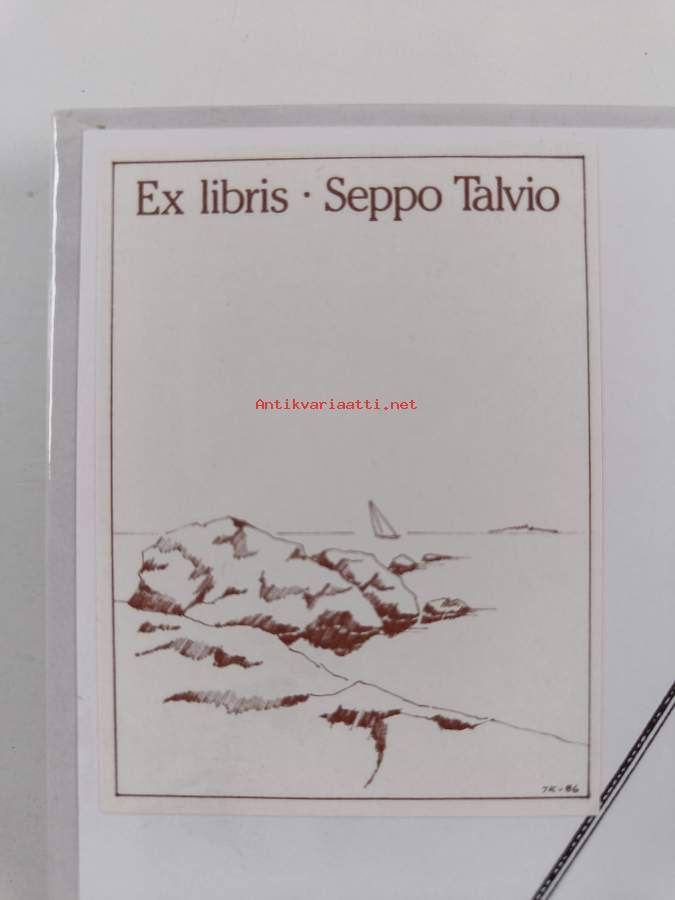 Ex libris · Seppo Talvio
Antikvariaatti.net
TK-86